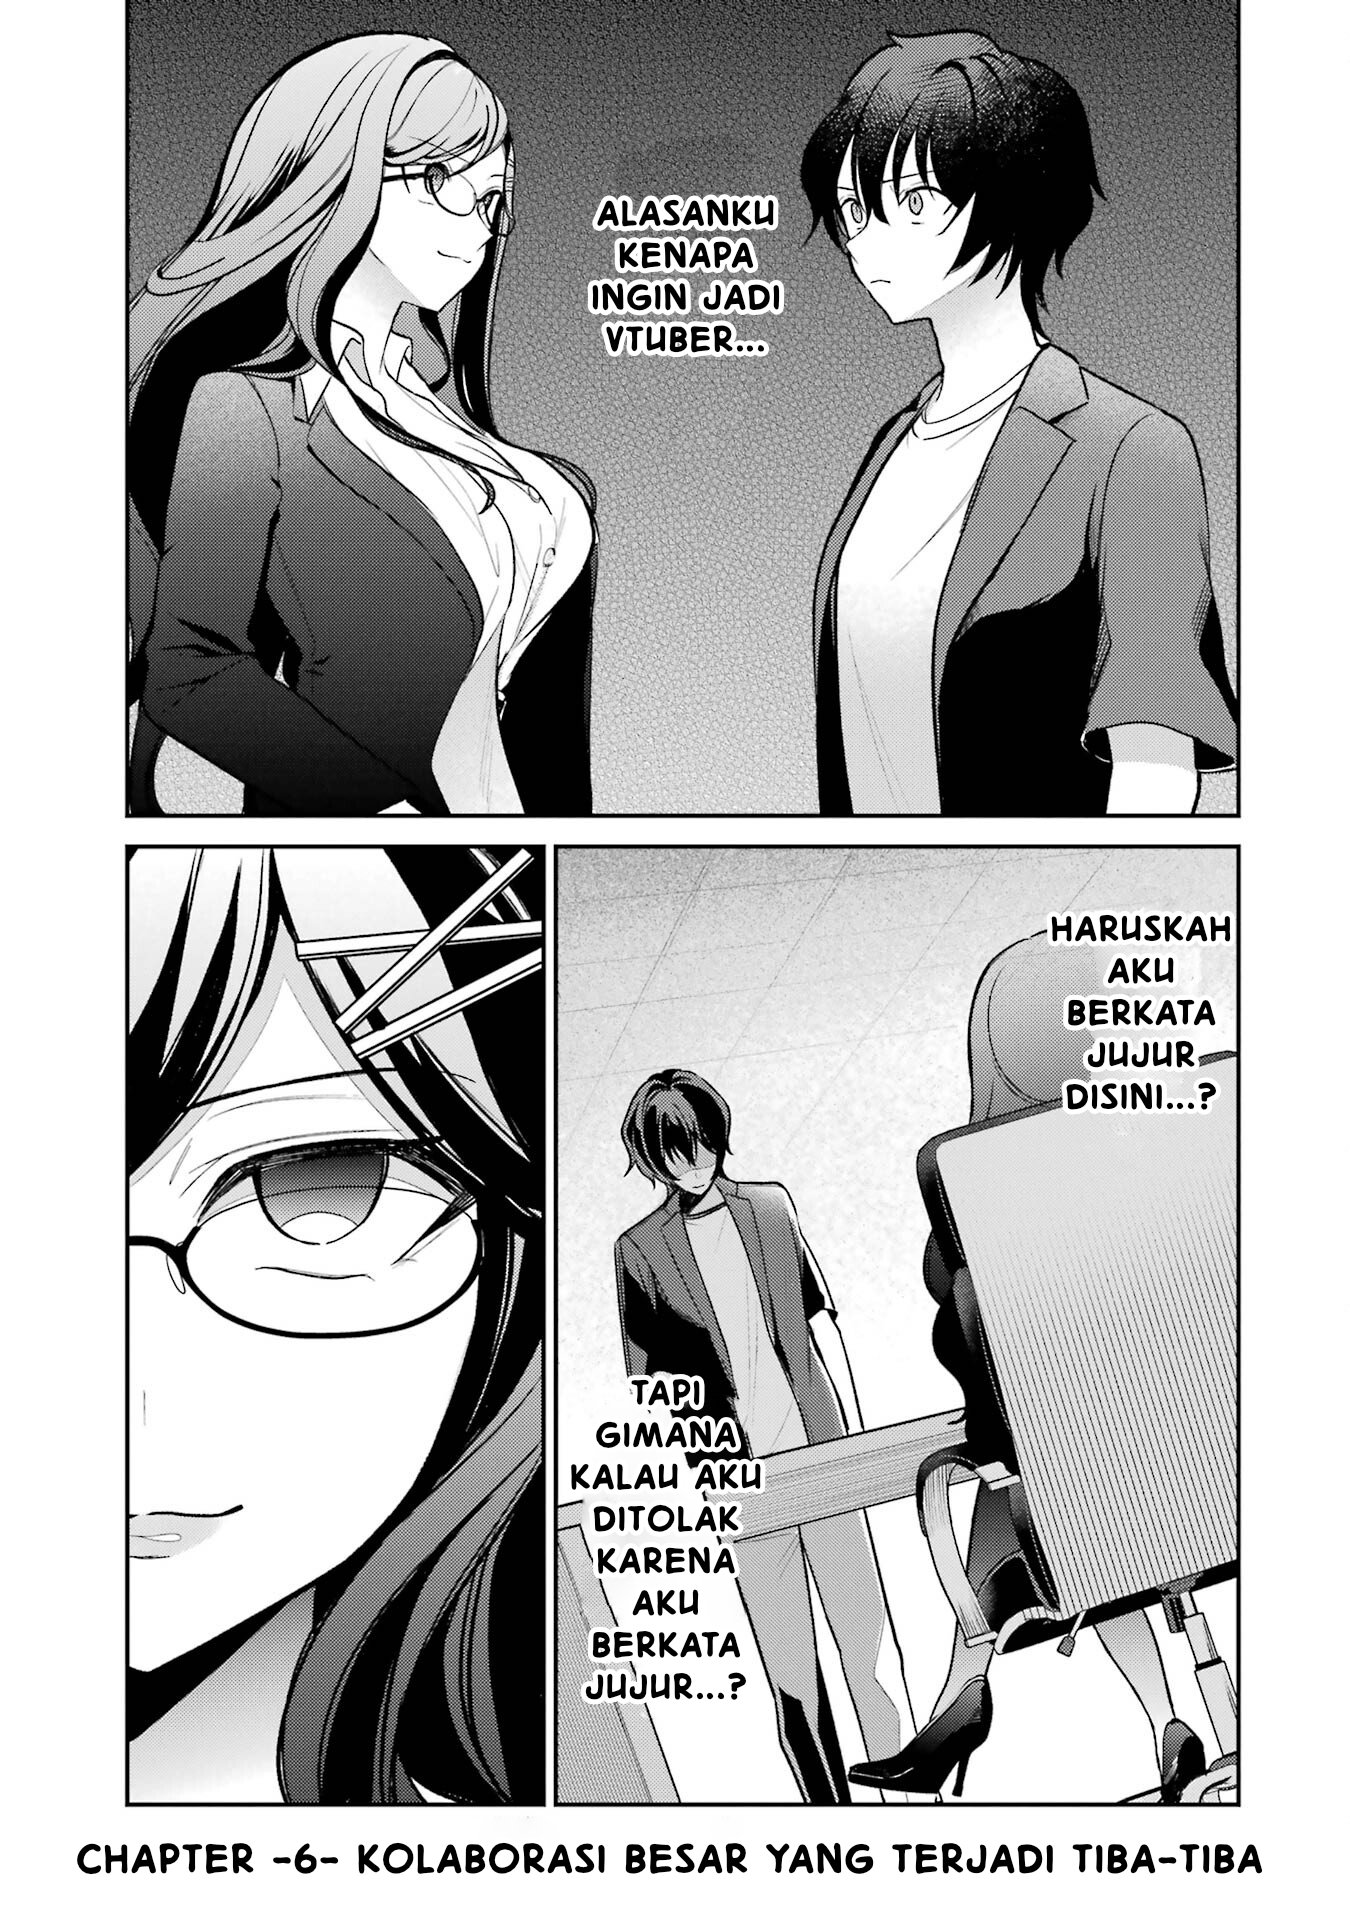 ALASANKU
KENAPA
INGIN JADI
VTUBER...
HARUSKAH
AKU
BERKATA
JUJUR
DISINI...?
TAPI
GIMANA
KALAU AKU
DITOLAK
KARENA
AKU
BERKATA
JUJUR...?
CHAPTER -6- KOLABORASI BESAR YANG TERJADI TIBA-TIBA